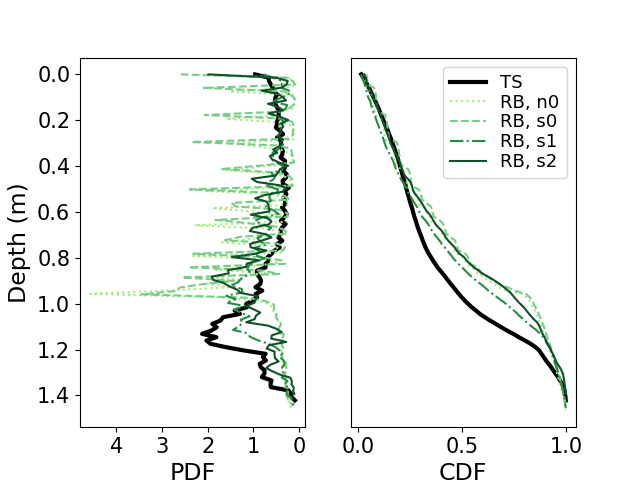 0.0
0.2
0.4
0.6
0.8
1.0
1.2
1.4
Depth (m)
4 3 2 1 0
PDF
TS
RB, n0
RB, s0
RB, s1
RB, s2
0.0 0.5 1.0
CDF